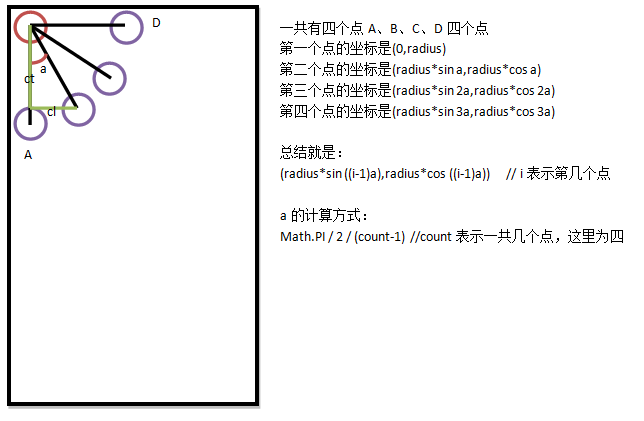 D
a
ct
cl
A
一共有四个点 A、B、C、D 四个点
第一个点的坐标是(0,radius)
第二个点的坐标是(radius*sin a,radius*cos a)
第三个点的坐标是(radius*sin 2a,radius*cos 2a)
第四个点的坐标是(radius*sin 3a,radius*cos 3a)
总结就是：
(radius*sin ((i-1)a),radius*cos ((i-1)a)) // i 表示第几个点
a 的计算方式：
Math.PI / 2 / (count-1) //count 表示一共几个点，这里为四